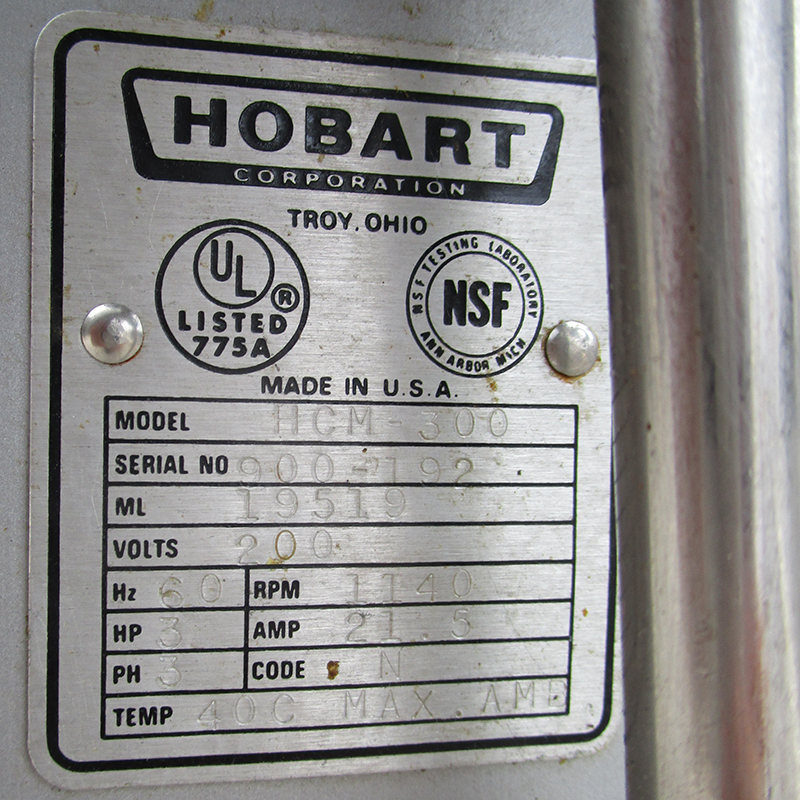 HOBART
CORPORATION
TROY, OHIO
UL ®
LISTED
775A
NSF TESTING LABORATORY
NSF
ANN ARBOR MICH
MADE IN U.S.A.
MODEL HCM-300
SERIAL NO 900-192
ML 19519
VOLTS 200
Hz 60 RPM 1140
HP 3 AMP 21.5
PH 3 CODE N
TEMP 40C MAX. AMB